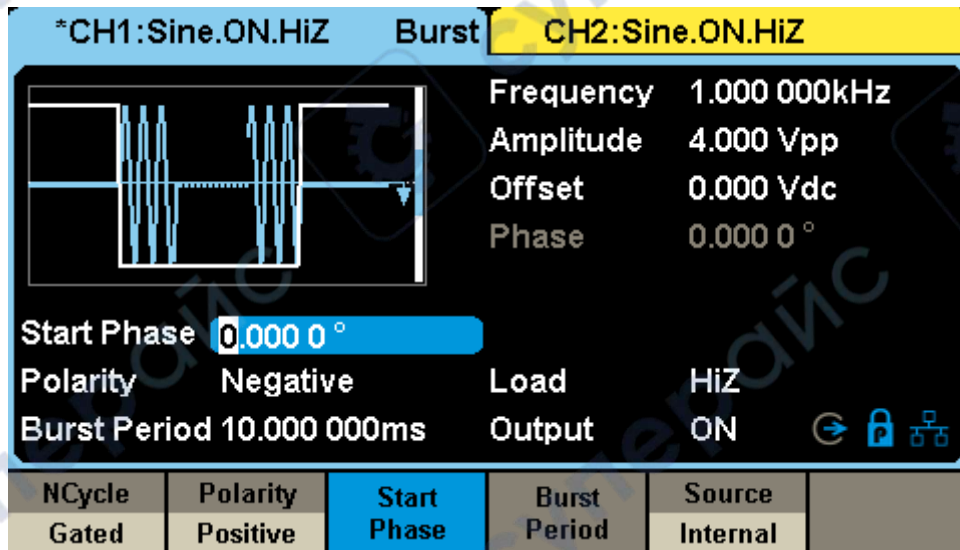 *CH1:Sine.ON.HiZ Burst CH2:Sine.ON.HiZ
Frequency 1.000 000kHz
Amplitude 4.000 Vpp
Offset 0.000 Vdc
Phase 0.000 0 °
Start Phase 0.000 0 °
Polarity Negative Load HiZ
Burst Period 10.000 000ms Output ON
NCycle Polarity Start Burst Source
Gated Positive Phase Period Internal
суперайс